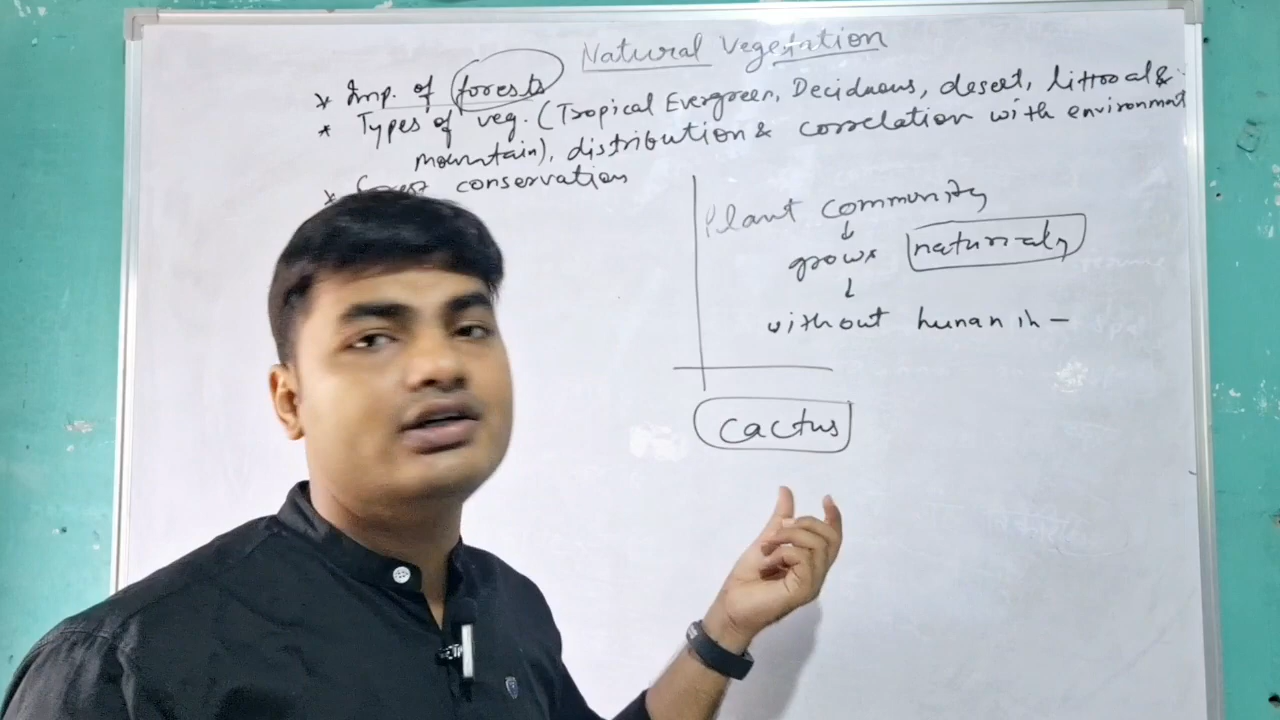 Natural Vegetation
* Imp. of forests
* Types of veg. (Tropical Evergreen, Deciduous, desert, littoral &
mountain), distribution & correlation with environment
* conservation
Plant community
↓
grows naturally
↓
without human in -
cactus